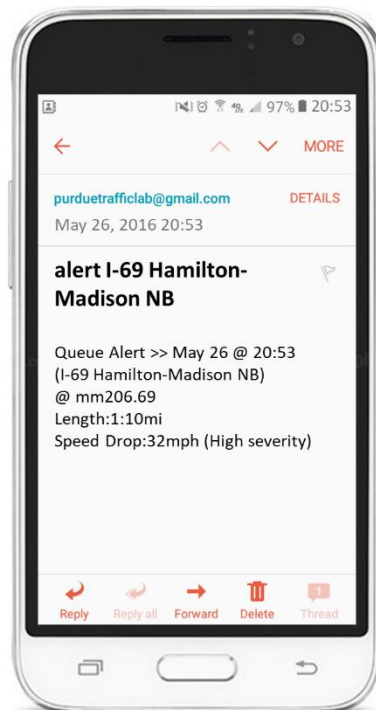 97% 20:53
MORE
purduetrafficlab@gmail.com DETAILS
May 26, 2016 20:53
alert I-69 Hamilton-
Madison NB
Queue Alert >> May 26 @ 20:53
(I-69 Hamilton-Madison NB)
@ mm206.69
Length:1:10mi
Speed Drop:32mph (High severity)
1
Reply Reply all Forward Delete Thread